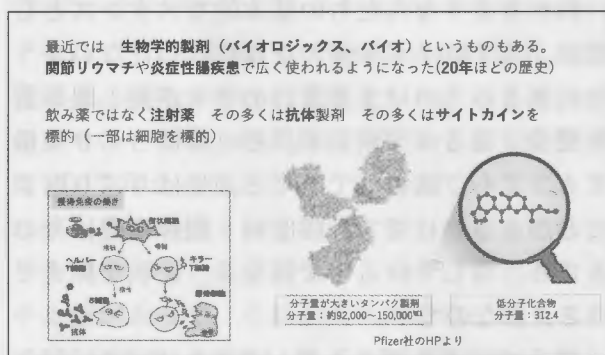 最近では 生物学的製剤（バイオロジックス、バイオ）というものもある。
関節リウマチや炎症性腸疾患で広く使われるようになった(20年ほどの歴史)
飲み薬ではなく注射薬 その多くは抗体製剤 その多くはサイトカインを
標的（一部は細胞を標的）
獲得免疫の働き
樹状細胞
ヘルパー
T細胞
キラー
T細胞
B細胞
抗体
分子量が大きいタンパク製剤
分子量：約92,000〜150,000
低分子化合物
分子量：312.4
Pfizer社のHPより